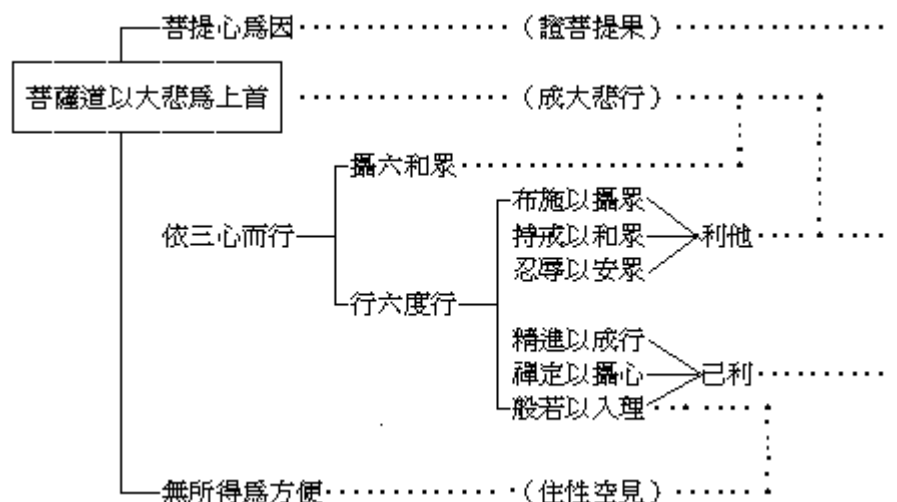 菩提心為因（證菩提果）
菩薩道以大悲為上首（成大悲行）
攝六和眾
布施以攝眾
依三心而行 持戒以和眾 利他
忍辱以安眾
行六度行
精進以成行
禪定以攝心 己利
般若以入理
無所得為方便（住性空見）